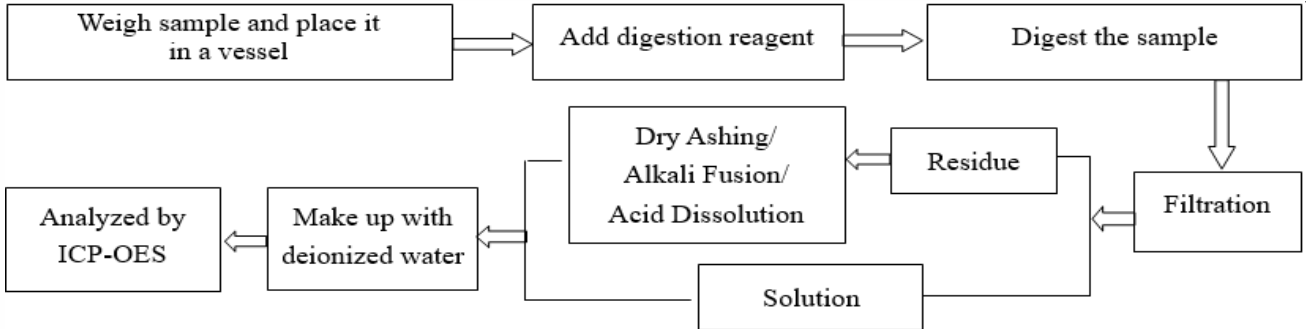 Weigh sample and place it
in a vessel
Add digestion reagent
Digest the sample
Filtration
Residue
Dry Ashing/
Alkali Fusion/
Acid Dissolution
Solution
Make up with
deionized water
Analyzed by
ICP-OES